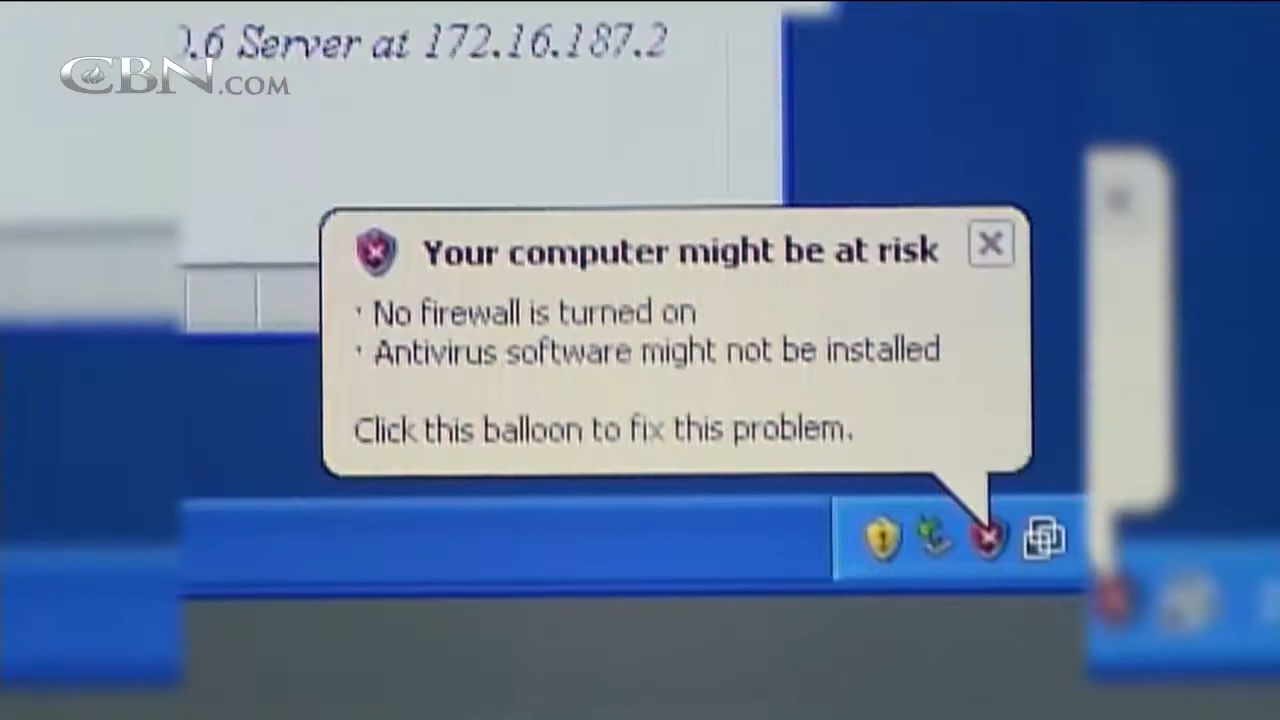 ).6 Server at 172.16.187.2
CBN.COM
Your computer might be at risk
· No firewall is turned on
· Antivirus software might not be installed
Click this balloon to fix this problem.